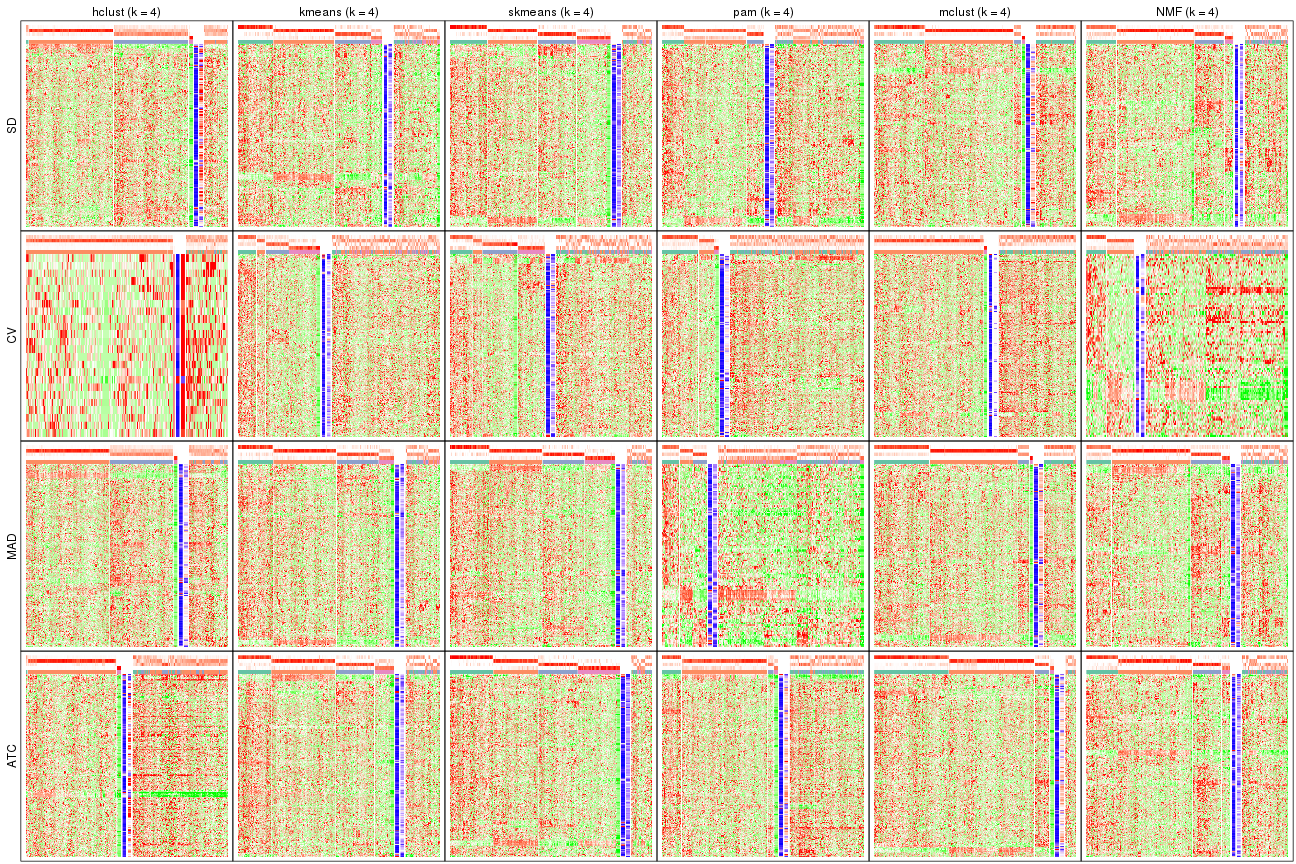 hclust (k = 4) kmeans (k = 4) skmeans (k = 4) pam (k = 4) mclust (k = 4) NMF (k = 4)
SD
CV
MAD
ATC